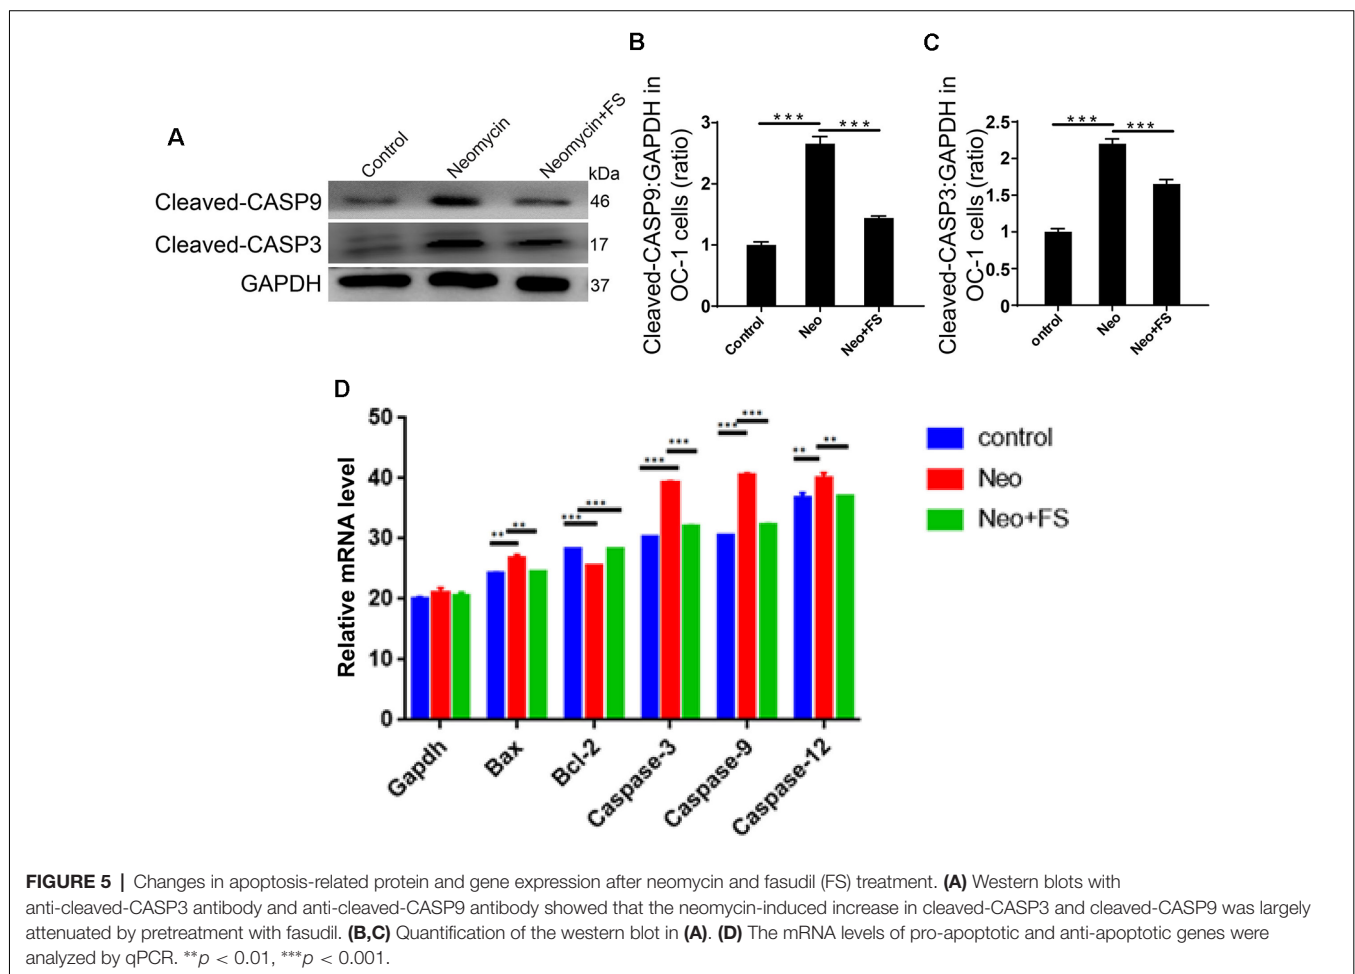 A
Control
Neomycin
Neomycin+FS
kDa
Cleaved-CASP9
46
Cleaved-CASP3
17
GAPDH
37
B
Cleaved-CASP9:GAPDH in
OC-1 cells (ratio)
3
2
1
0
***
***
Control
Neo
Neo+FS
C
Cleaved-CASP3:GAPDH in
OC-1 cells (ratio)
2.5
2
1.5
1
0.5
0
***
***
ontrol
Neo
Neo+FS
D
Relative mRNA level
50
40
30
20
10
0
**
**
***
***
***
***
***
***
**
**
Gapdh
Bax
Bcl-2
Caspase-3
Caspase-9
Caspase-12
control
Neo
Neo+FS
FIGURE 5 | Changes in apoptosis-related protein and gene expression after neomycin and fasudil (FS) treatment. (A) Western blots with
anti-cleaved-CASP3 antibody and anti-cleaved-CASP9 antibody showed that the neomycin-induced increase in cleaved-CASP3 and cleaved-CASP9 was largely
attenuated by pretreatment with fasudil. (B,C) Quantification of the western blot in (A). (D) The mRNA levels of pro-apoptotic and anti-apoptotic genes were
analyzed by qPCR. **p < 0.01, ***p < 0.001.